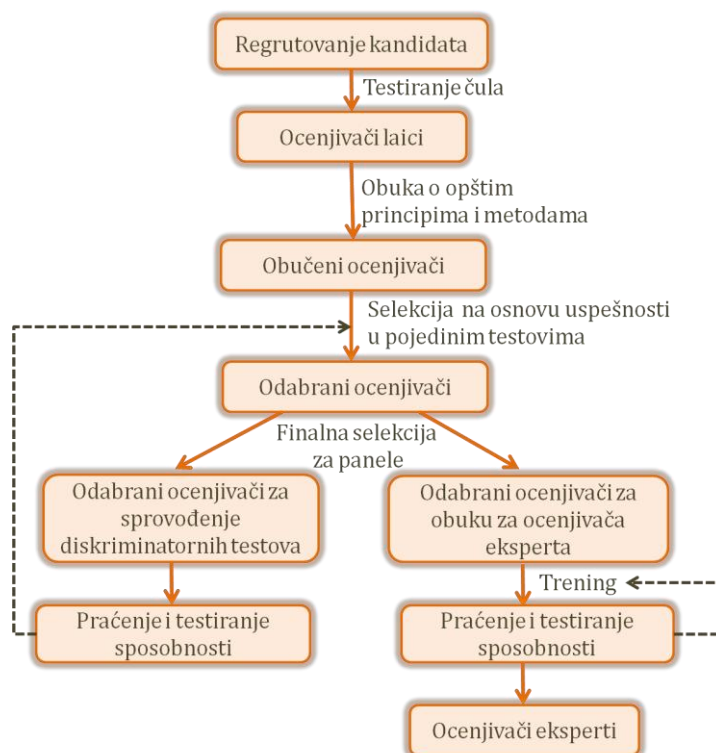 Regrutovanje kandidata
Testiranje čula
Ocenjivači laici
Obuka o opštim
principima i metodama
Obučeni ocenjivači
Selekcija na osnovu uspešnosti
u pojedinim testovima
Odabrani ocenjivači
Finalna selekcija
za panele
Odabrani ocenjivači za
sprovođenje
diskriminatornih testova
Odabrani ocenjivači za
obuku za ocenjivača
eksperta
Trening
Praćenje i testiranje
sposobnosti
Praćenje i testiranje
sposobnosti
Ocenjivači eksperti